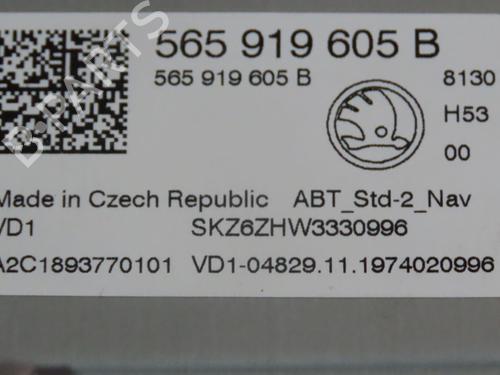 565 919 605 B
565 919 605 B
8130
H53
00
Made in Czech Republic ABT_Std-2_Nav
VD1 SKZ6ZHW3330996
A2C1893770101 VD1-04829.11.1974020996